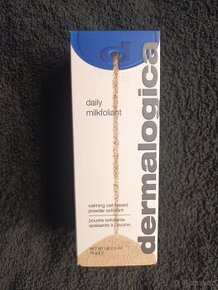 daily
milkfoliant
calming oat-based
powder exfoliant
poudre exfoliante
apaisante à l'avoine
dermalogica